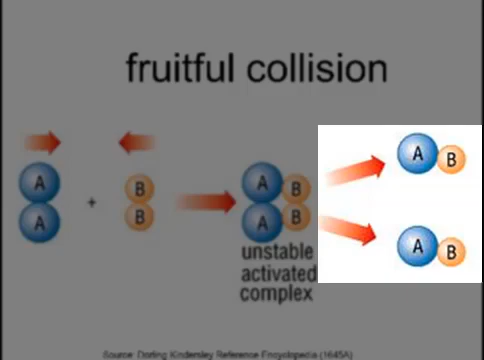 fruitful collision
A B
A B A B
+
A B A B
A B
unstable
activated
complex
Source: Dorling Kindersley Reference Encyclopedia (1645A)